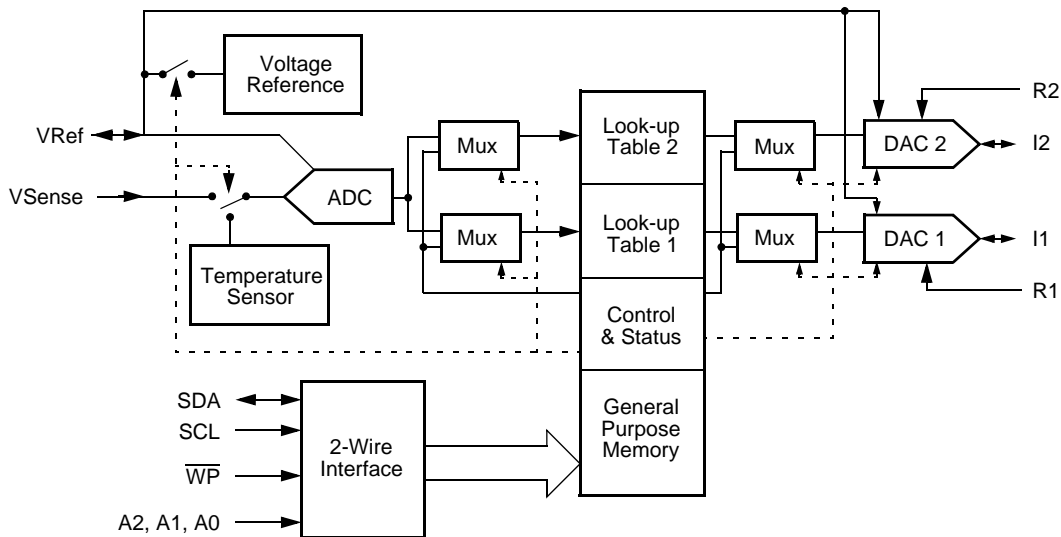 Voltage
Reference
R2
VRef
Mux
Look-up
Table 2
Mux
DAC 2
I2
VSense
ADC
Mux
Look-up
Table 1
Mux
DAC 1
I1
Temperature
Sensor
R1
Control
& Status
SDA
SCL
WP
A2, A1, A0
2-Wire
Interface
General
Purpose
Memory